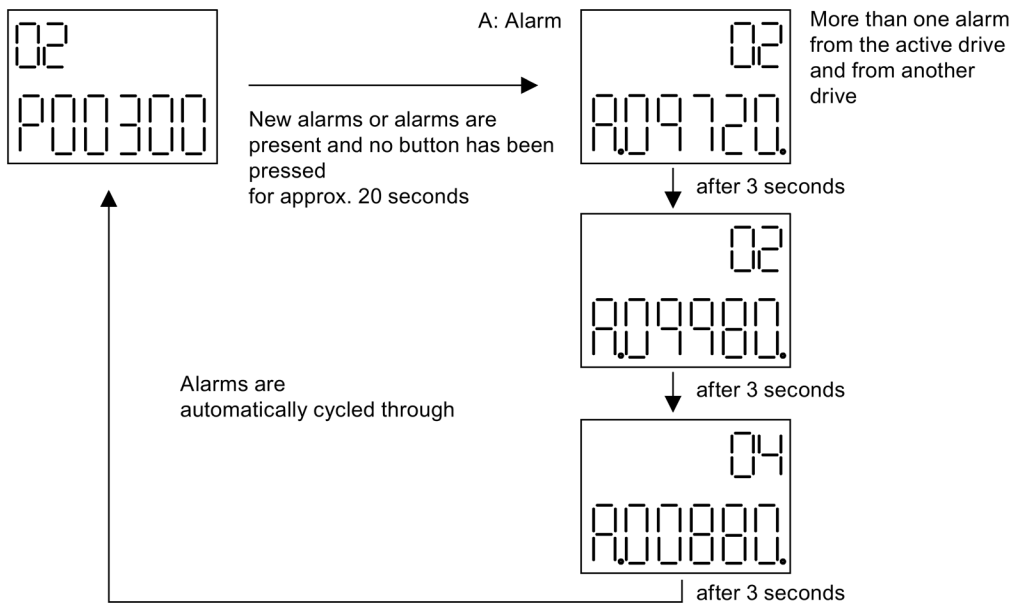 02
P00300
New alarms or alarms are
present and no button has been
pressed
for approx. 20 seconds
A: Alarm
02
A.09720.
More than one alarm
from the active drive
and from another
drive
after 3 seconds
02
A.09980.
after 3 seconds
04
A.00880.
after 3 seconds
Alarms are
automatically cycled through